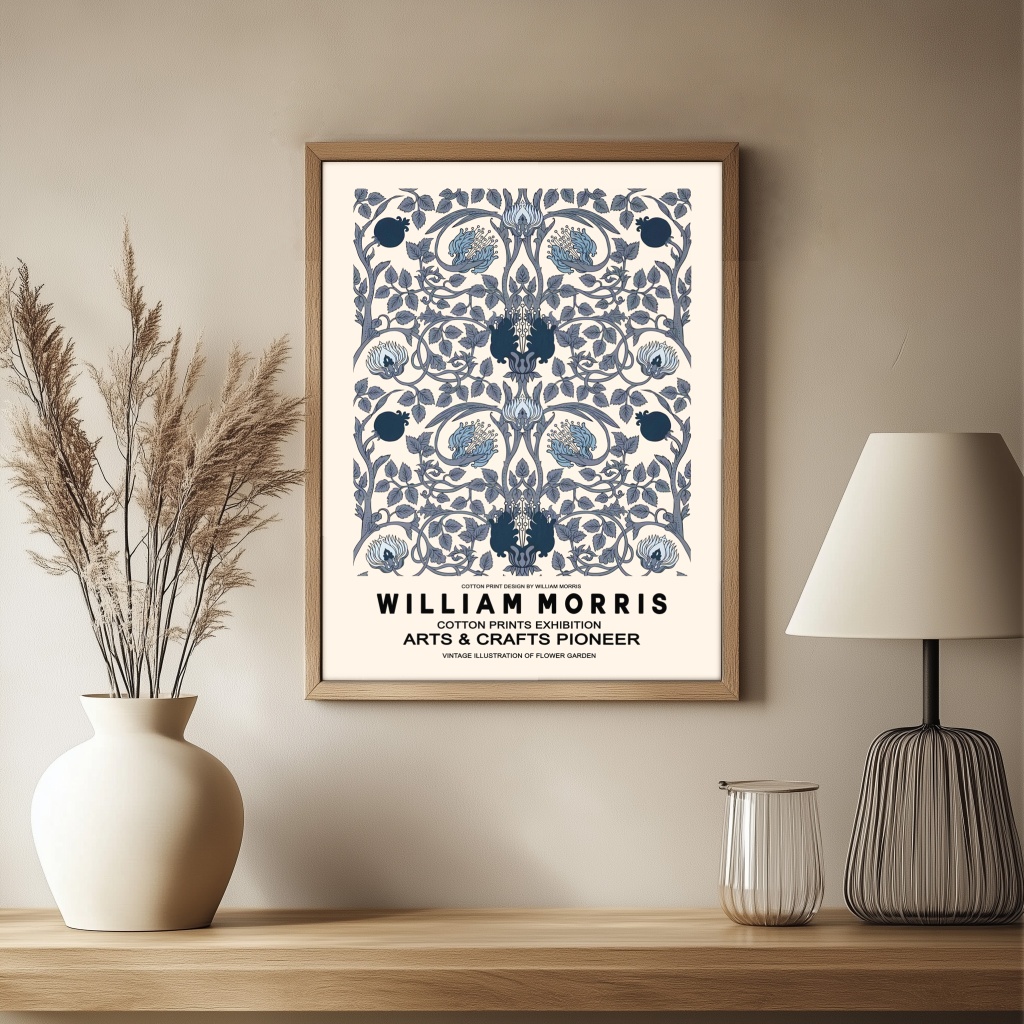 COTTON PRINT DESIGN BY WILLIAM MORRIS
WILLIAM MORRIS
COTTON PRINTS EXHIBITION
ARTS & CRAFTS PIONEER
VINTAGE ILLUSTRATION OF FLOWER GARDEN